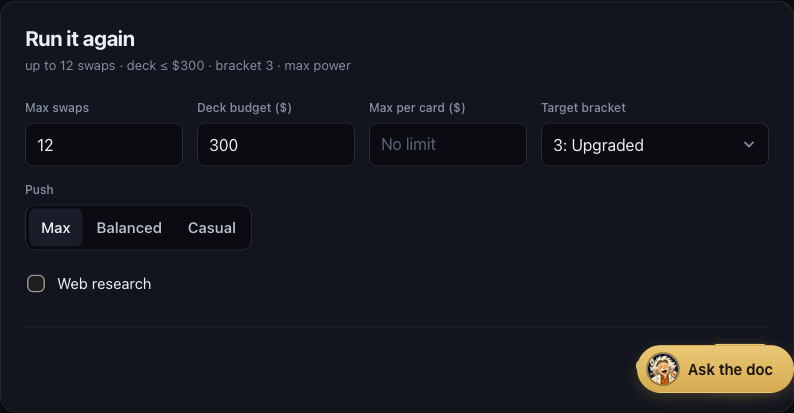 Run it again
up to 12 swaps · deck ≤ $300 · bracket 3 · max power
Max swaps
Deck budget ($)
Max per card ($)
Target bracket
12
300
No limit
3: Upgraded
Push
Max
Balanced
Casual
Web research
Ask the doc